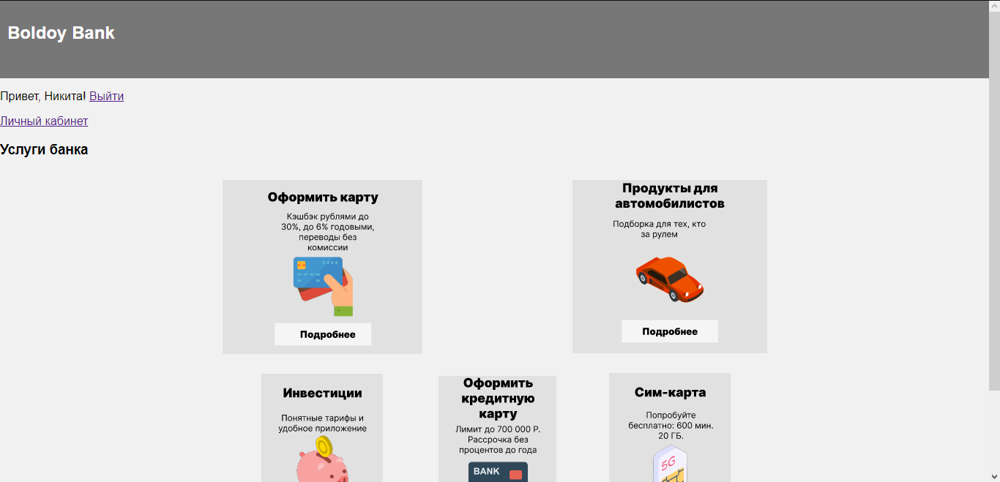 Boldoy Bank
Привет, Никита! Выйти
Личный кабинет
Услуги банка
Оформить карту
Кэшбэк рублями до
30%, до 6% годовыми,
переводы без
комиссии
Подробнее
Продукты для
автомобилистов
Подборка для тех, кто
за рулем
Подробнее
Инвестиции
Понятные тарифы и
удобное приложение
Оформить
кредитную
карту
Лимит до 700 000 Р.
Рассрочка без
процентов до года
BANK
Сим-карта
Попробуйте
бесплатно: 600 мин.
20 ГБ.
5G